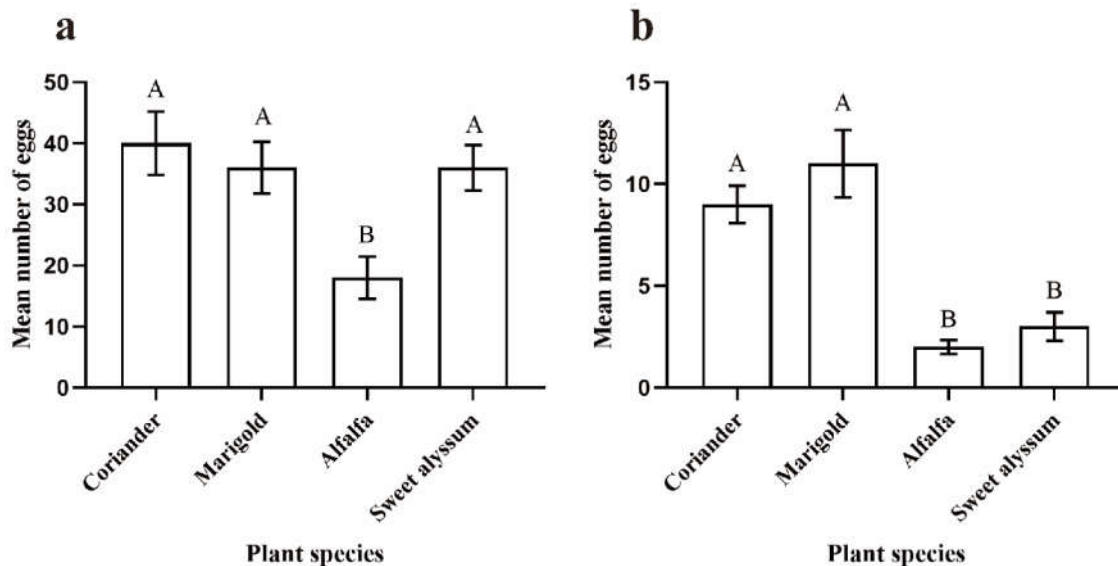 a
Mean number of eggs
50
40
30
20
10
0
A
A
B
A
Coriander
Marigold
Alfalfa
Sweet alyssum
Plant species
b
Mean number of eggs
15
10
5
0
A
A
B
B
Coriander
Marigold
Alfalfa
Sweet alyssum
Plant species